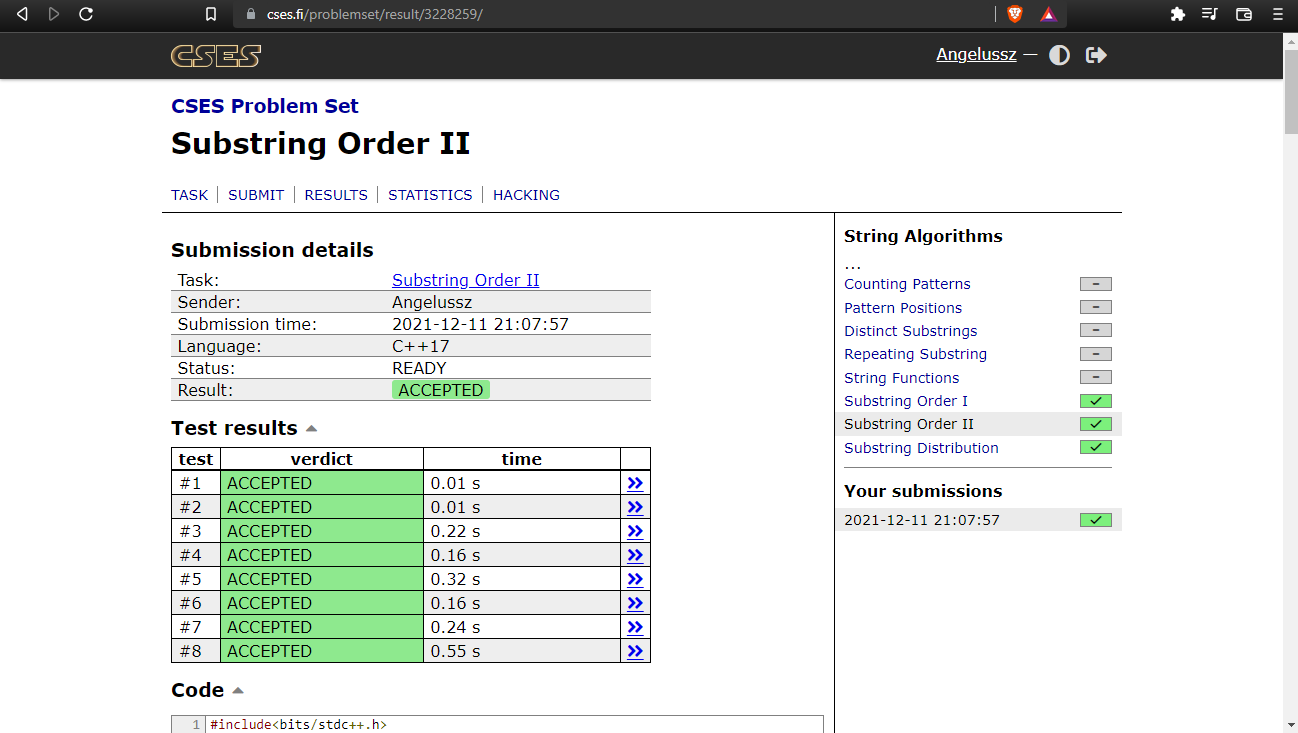 cses.fi/problemset/result/3228259/
CSES
Angelussz —
CSES Problem Set
Substring Order II
TASK SUBMIT RESULTS STATISTICS HACKING
Submission details
Task: Substring Order II
Sender: Angelussz
Submission time: 2021-12-11 21:07:57
Language: C++17
Status: READY
Result: ACCEPTED
Test results
test verdict time
#1 ACCEPTED 0.01 s »
#2 ACCEPTED 0.01 s »
#3 ACCEPTED 0.22 s »
#4 ACCEPTED 0.16 s »
#5 ACCEPTED 0.32 s »
#6 ACCEPTED 0.16 s »
#7 ACCEPTED 0.24 s »
#8 ACCEPTED 0.55 s »
Code
1 #include<bits/stdc++.h>
String Algorithms
...
Counting Patterns –
Pattern Positions –
Distinct Substrings –
Repeating Substring –
String Functions –
Substring Order I ✓
Substring Order II ✓
Substring Distribution ✓
Your submissions
2021-12-11 21:07:57 ✓